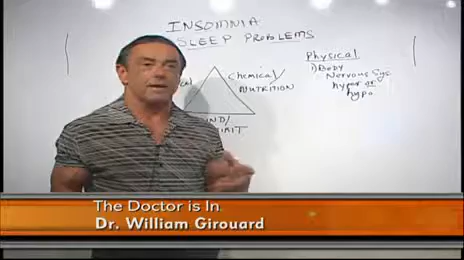 INSOMNIA
SLEEP PROBLEMS
Physical
1) BODY
Nervous Sys.
hyper or
hypo
Chemical/
NUTRITION
The Doctor is In
Dr. William Girouard